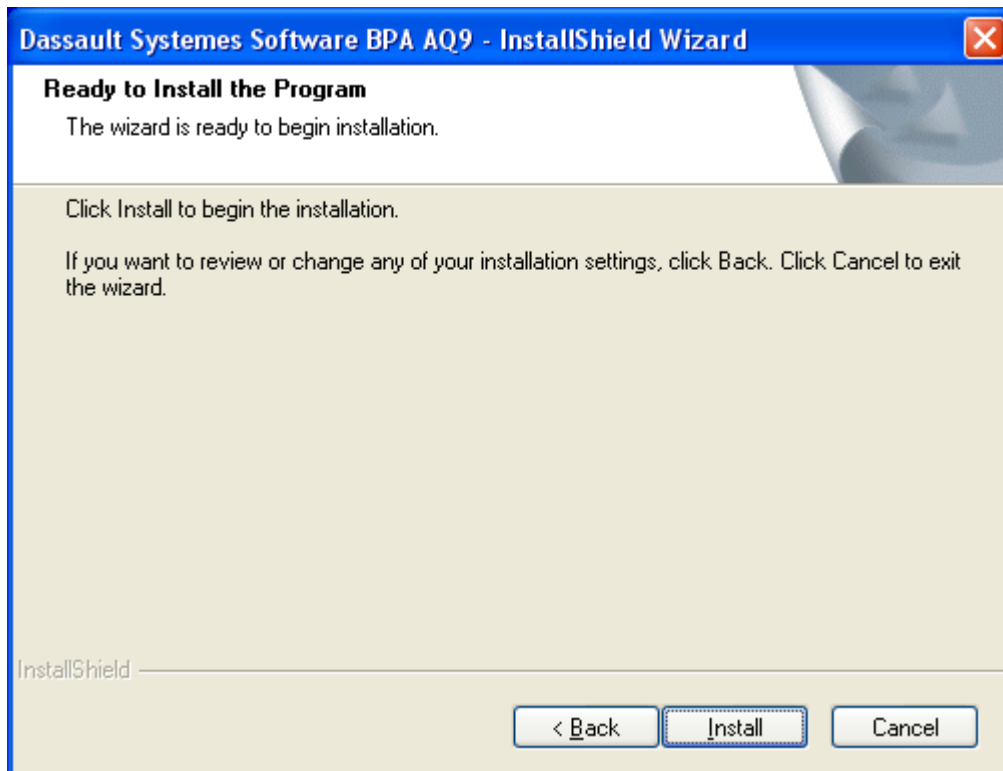 Dassault Systemes Software BPA AQ9 - InstallShield Wizard
Ready to Install the Program
The wizard is ready to begin installation.
Click Install to begin the installation.
If you want to review or change any of your installation settings, click Back. Click Cancel to exit
the wizard.
InstallShield
< Back Install Cancel